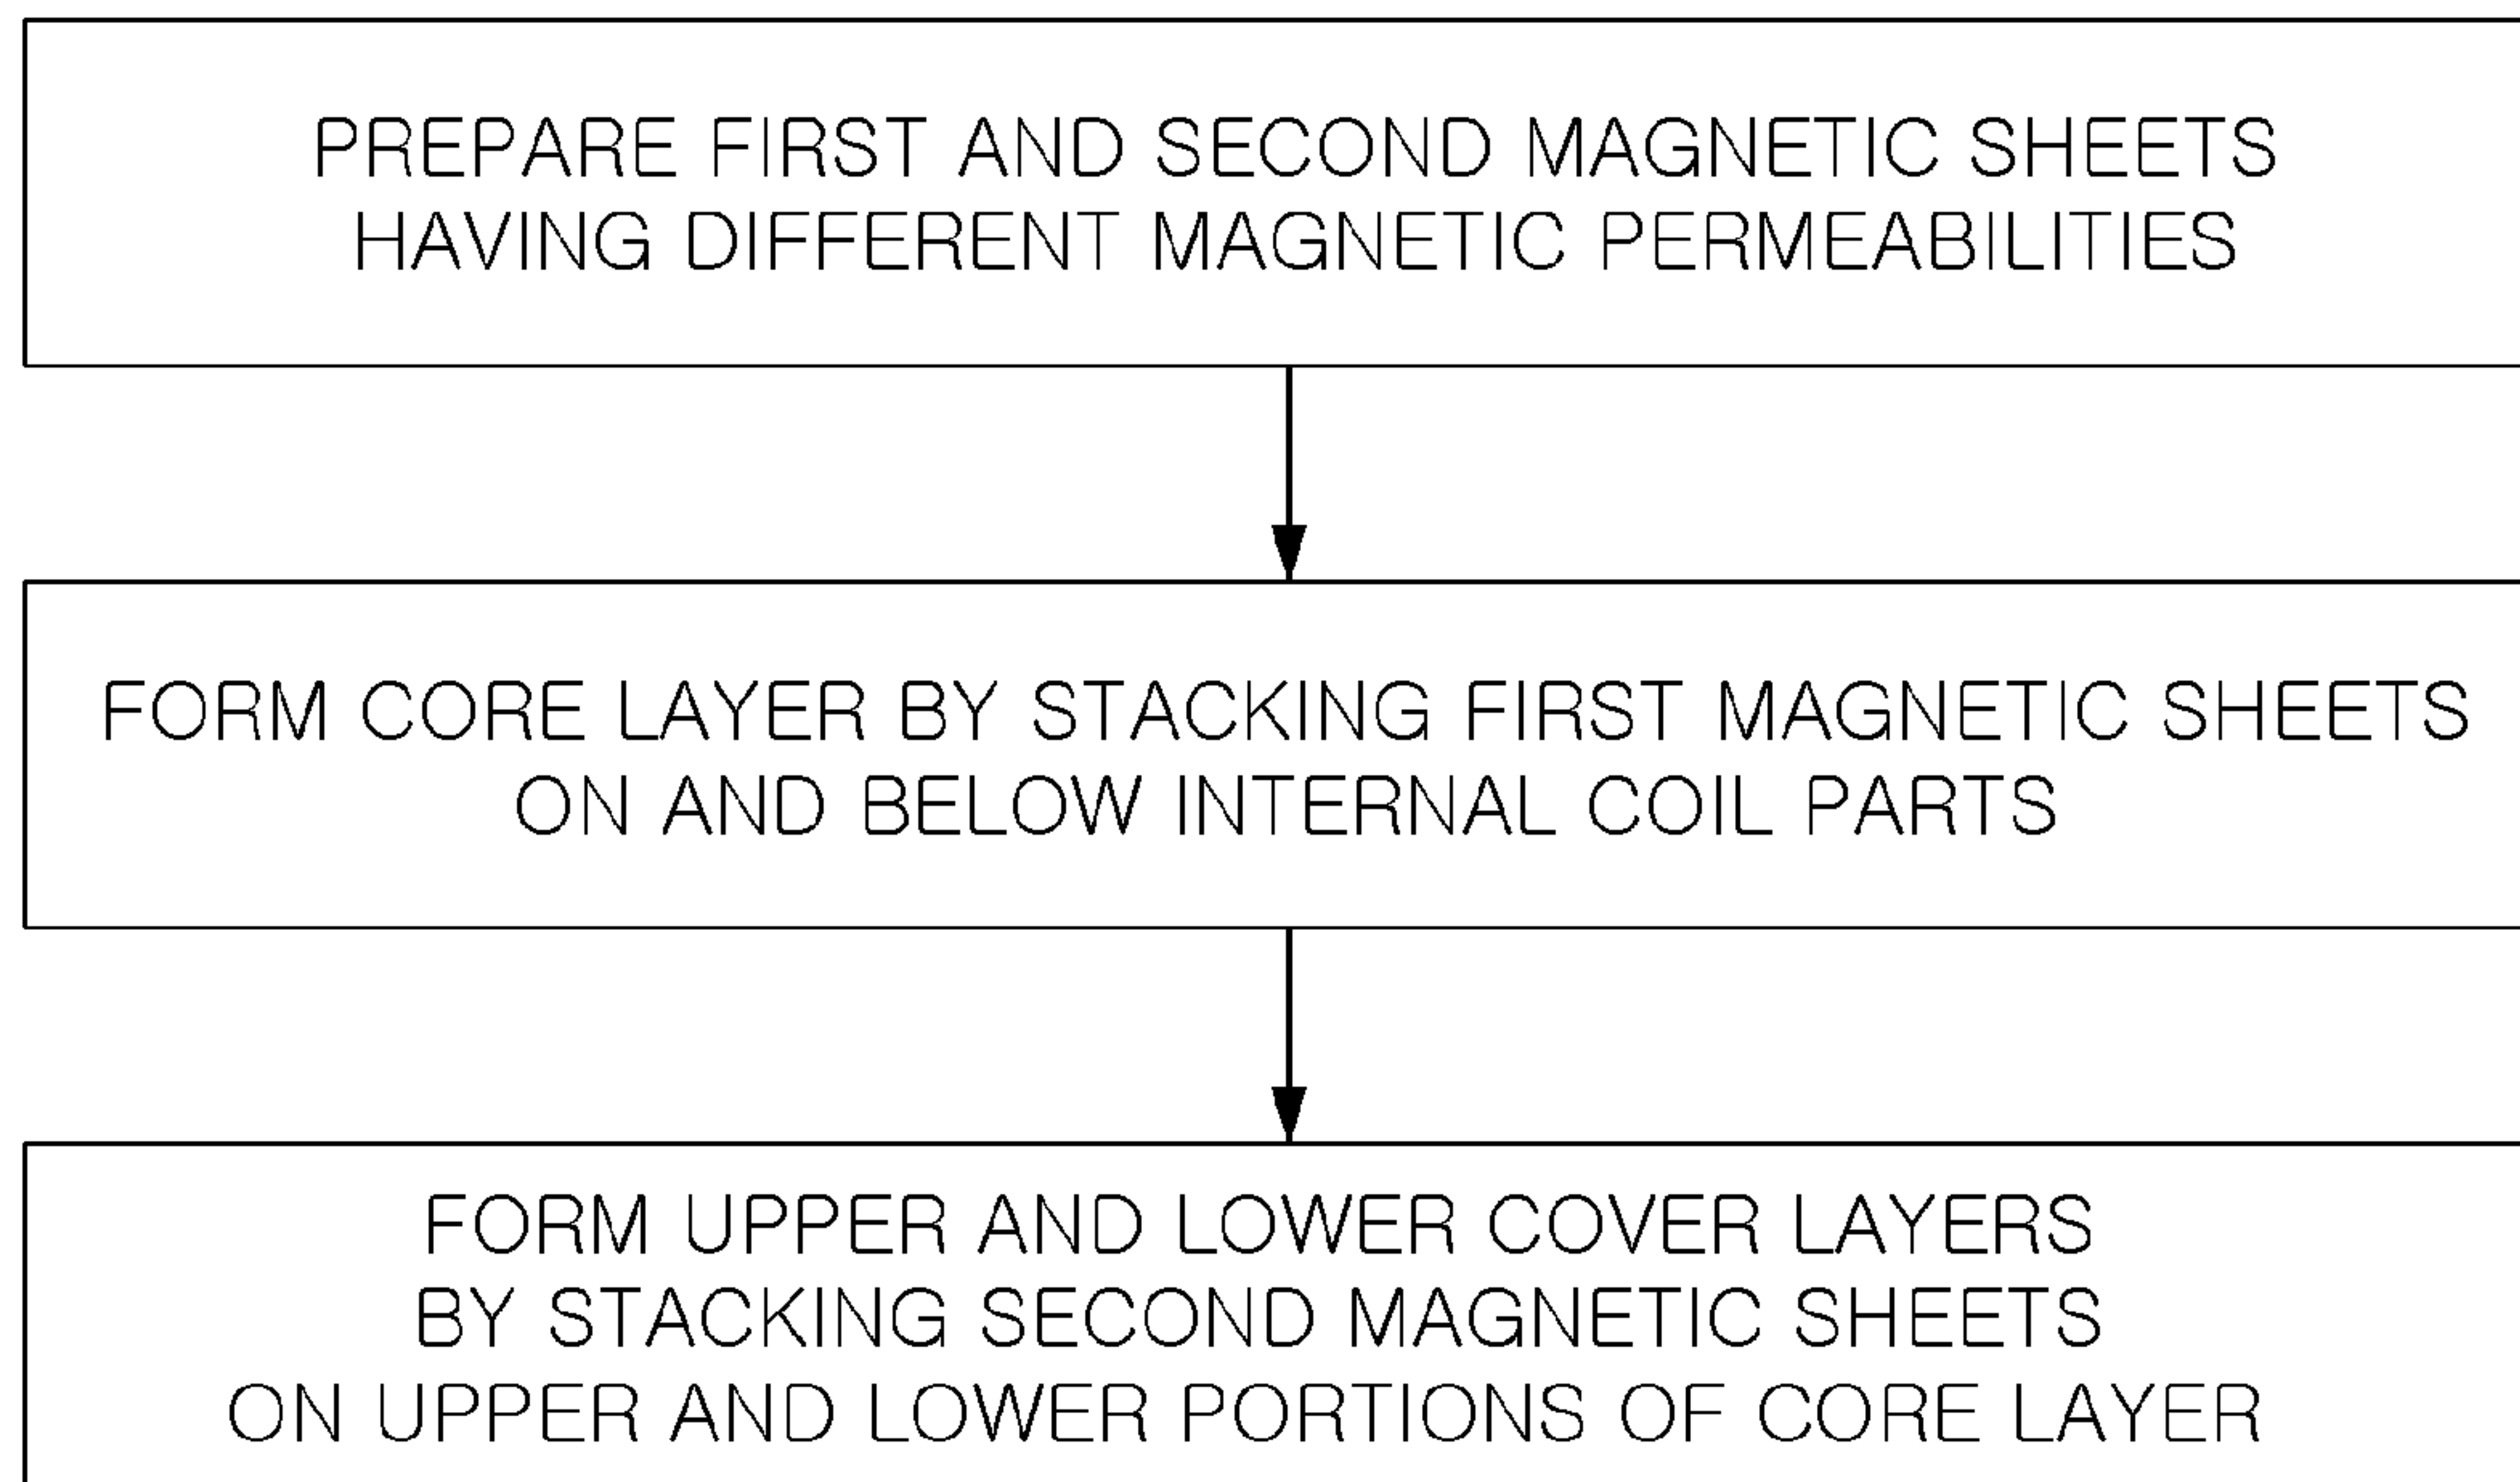 PREPARE FIRST AND SECOND MAGNETIC SHEETS
HAVING DIFFERENT MAGNETIC PERMEABILITIES
FORM CORE LAYER BY STACKING FIRST MAGNETIC SHEETS
ON AND BELOW INTERNAL COIL PARTS
FORM UPPER AND LOWER COVER LAYERS
BY STACKING SECOND MAGNETIC SHEETS
ON UPPER AND LOWER PORTIONS OF CORE LAYER